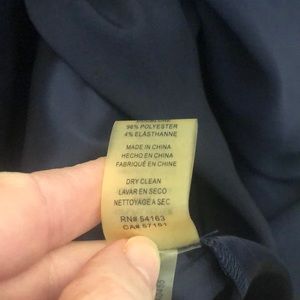 96% POLYESTER
4% ELASTHANNE
MADE IN CHINA
HECHO EN CHINA
FABRIQUÉ EN CHINE
DRY CLEAN
LAVAR EN SECO
NETTOYAGE A SEC
RN# 54163
CA# 57161